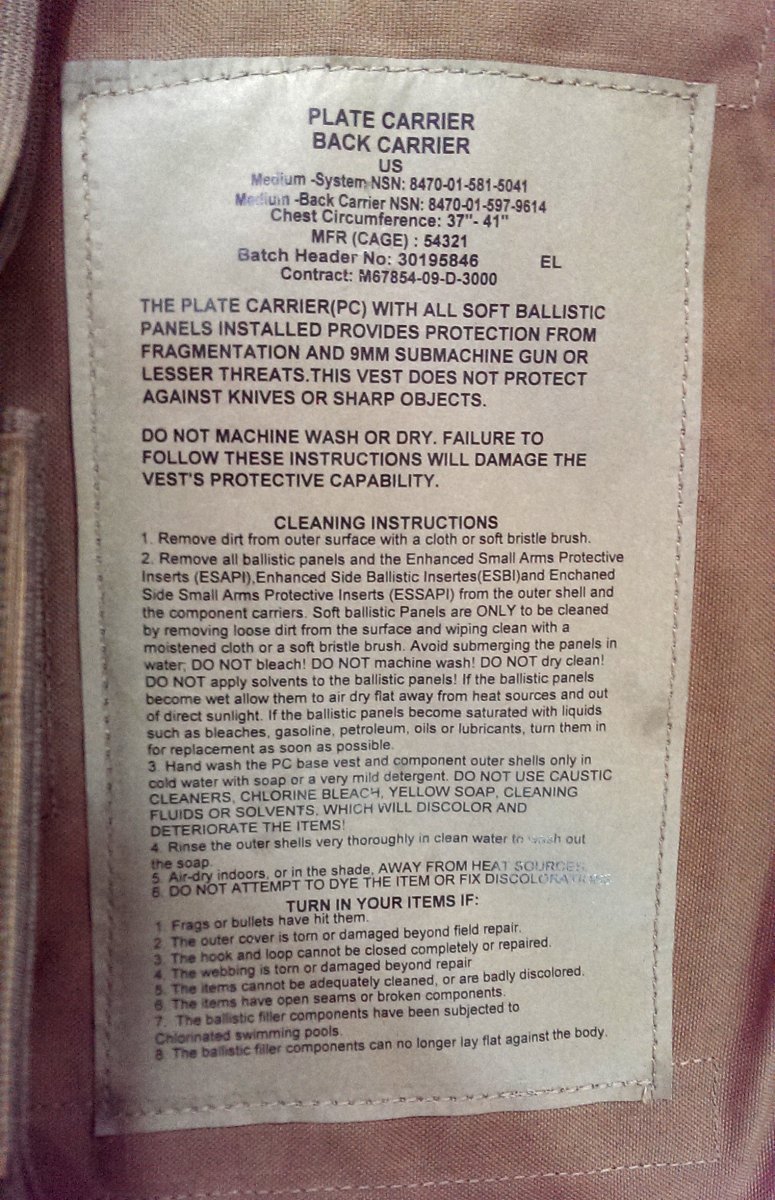 PLATE CARRIER
BACK CARRIER
US
Medium -System NSN: 8470-01-581-5041
Medium -Back Carrier NSN: 8470-01-597-9614
Chest Circumference: 37"- 41"
MFR (CAGE) : 54321
Batch Header No: 30195846 EL
Contract: M67854-09-D-3000
THE PLATE CARRIER(PC) WITH ALL SOFT BALLISTIC
PANELS INSTALLED PROVIDES PROTECTION FROM
FRAGMENTATION AND 9MM SUBMACHINE GUN OR
LESSER THREATS.THIS VEST DOES NOT PROTECT
AGAINST KNIVES OR SHARP OBJECTS.
DO NOT MACHINE WASH OR DRY. FAILURE TO
FOLLOW THESE INSTRUCTIONS WILL DAMAGE THE
VEST'S PROTECTIVE CAPABILITY.
CLEANING INSTRUCTIONS
1. Remove dirt from outer surface with a cloth or soft bristle brush.
2. Remove all ballistic panels and the Enhanced Small Arms Protective
Inserts (ESAPI),Enhanced Side Ballistic Insertes(ESBI)and Enchaned
Side Small Arms Protective Inserts (ESSAPI) from the outer shell and
the component carriers. Soft ballistic Panels are ONLY to be cleaned
by removing loose dirt from the surface and wiping clean with a
moistened cloth or a soft bristle brush. Avoid submerging the panels in
water; DO NOT bleach! DO NOT machine wash! DO NOT dry clean!
DO NOT apply solvents to the ballistic panels! If the ballistic panels
become wet allow them to air dry flat away from heat sources and out
of direct sunlight. If the ballistic panels become saturated with liquids
such as bleaches, gasoline, petroleum, oils or lubricants, turn them in
for replacement as soon as possible.
3. Hand wash the PC base vest and component outer shells only in
cold water with soap or a very mild detergent. DO NOT USE CAUSTIC
CLEANERS, CHLORINE BLEACH, YELLOW SOAP, CLEANING
FLUIDS OR SOLVENTS, WHICH WILL DISCOLOR AND
DETERIORATE THE ITEMS!
4. Rinse the outer shells very thoroughly in clean water to wash out
the soap.
5. Air-dry indoors, or in the shade, AWAY FROM HEAT SOURCES.
6. DO NOT ATTEMPT TO DYE THE ITEM OR FIX DISCOLORATIONS
TURN IN YOUR ITEMS IF:
1. Frags or bullets have hit them.
2. The outer cover is torn or damaged beyond field repair.
3. The hook and loop cannot be closed completely or repaired.
4. The webbing is torn or damaged beyond repair
5. The items cannot be adequately cleaned, or are badly discolored.
6. The items have open seams or broken components.
7. The ballistic filler components have been subjected to
Chlorinated swimming pools.
8. The ballistic filler components can no longer lay flat against the body.